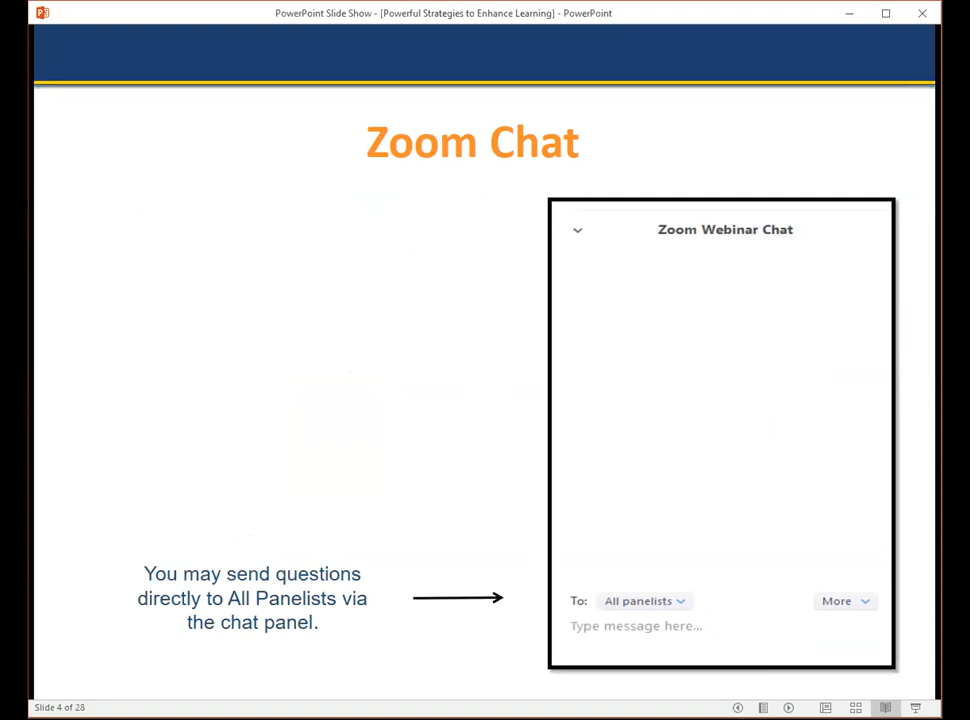 PowerPoint Slide Show - [Powerful Strategies to Enhance Learning] - PowerPoint
Zoom Chat
Zoom Webinar Chat
You may send questions
directly to All Panelists via
the chat panel.
To: All panelists More
Type message here...
Slide 4 of 28